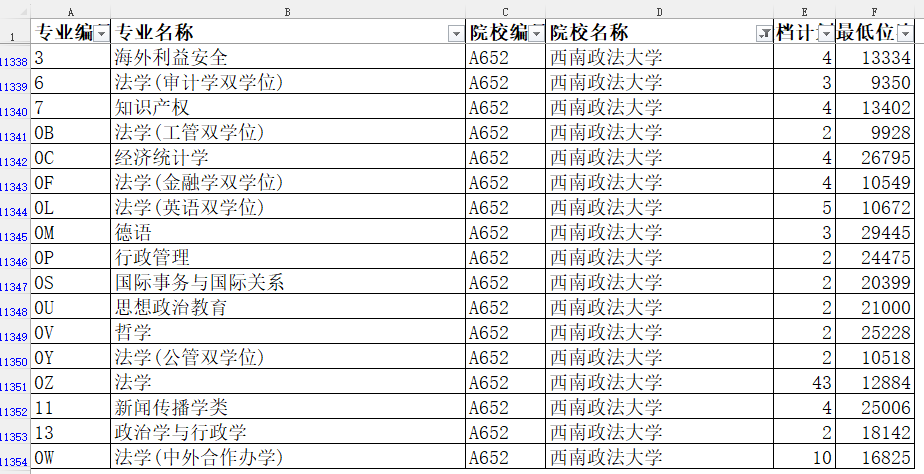 A B C D E F
1 专业编 专业名称 院校编 院校名称 档计 最低位
11338 3 海外利益安全 A652 西南政法大学 4 13334
11339 6 法学(审计学双学位) A652 西南政法大学 3 9350
11340 7 知识产权 A652 西南政法大学 4 13402
11341 0B 法学(工管双学位) A652 西南政法大学 2 9928
11342 0C 经济统计学 A652 西南政法大学 4 26795
11343 0F 法学(金融学双学位) A652 西南政法大学 4 10549
11344 0L 法学(英语双学位) A652 西南政法大学 5 10672
11345 0M 德语 A652 西南政法大学 3 29445
11346 0P 行政管理 A652 西南政法大学 2 24475
11347 0S 国际事务与国际关系 A652 西南政法大学 2 20399
11348 0U 思想政治教育 A652 西南政法大学 2 21000
11349 0V 哲学 A652 西南政法大学 2 25228
11350 0Y 法学(公管双学位) A652 西南政法大学 2 10518
11351 0Z 法学 A652 西南政法大学 43 12884
11352 11 新闻传播学类 A652 西南政法大学 4 25006
11353 13 政治学与行政学 A652 西南政法大学 2 18142
11354 0W 法学(中外合作办学) A652 西南政法大学 10 16825